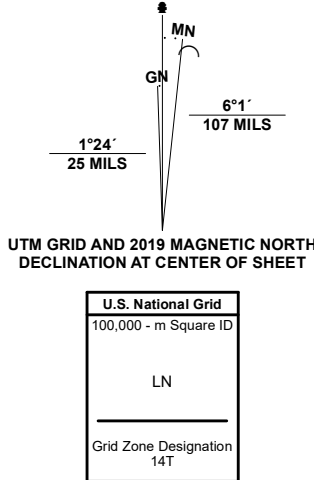 MN
GN
6°1´
107 MILS
1°24´
25 MILS
UTM GRID AND 2019 MAGNETIC NORTH
DECLINATION AT CENTER OF SHEET
U.S. National Grid
100,000 - m Square ID
LN
Grid Zone Designation
14T